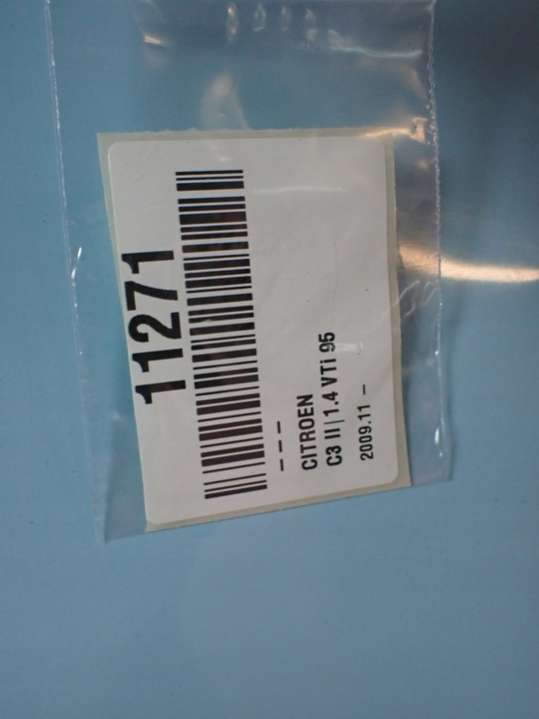 11271
– – –
CITROEN
C3 II | 1.4 VTi 95
2009.11 –